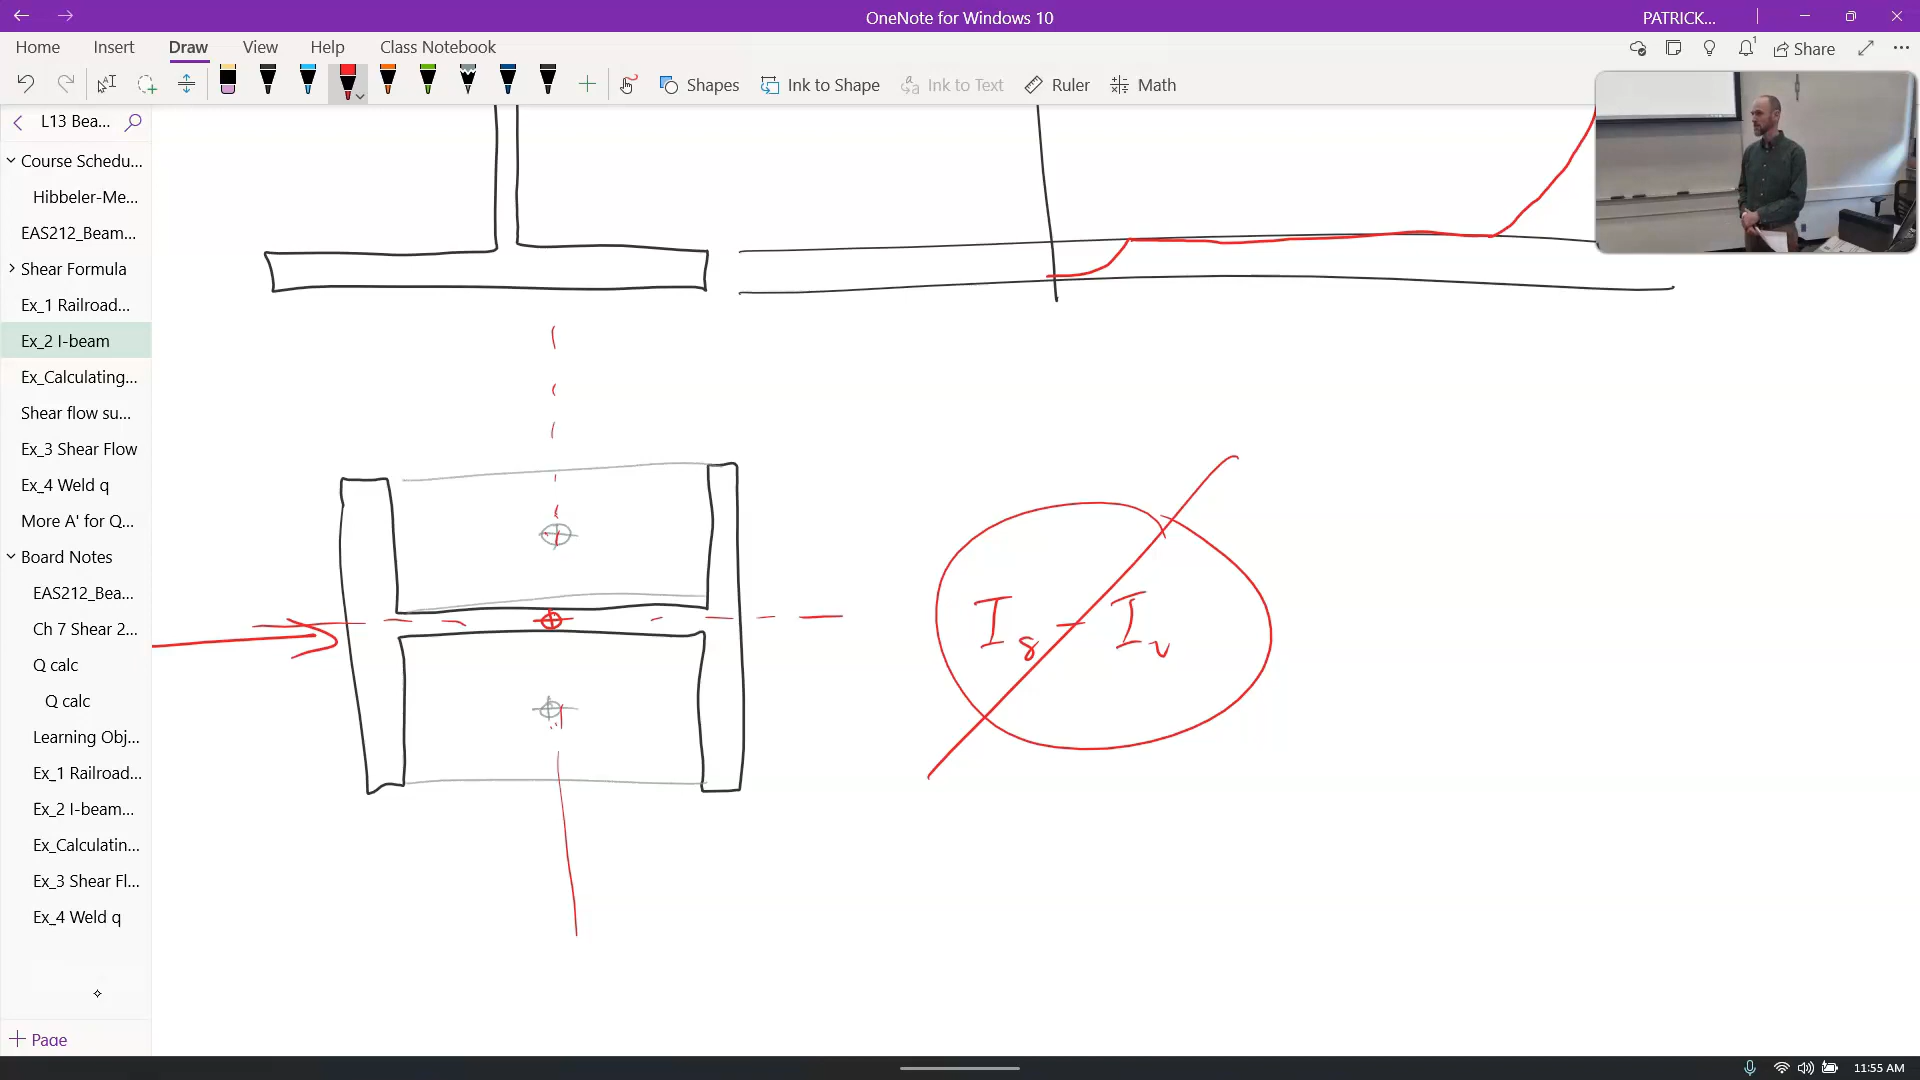 OneNote for Windows 10
PATRICK...
Home Insert Draw View Help Class Notebook
1
Share
Shapes
Ink to Shape
Ink to Text
Ruler
Math
L13 Bea...
Course Schedu...
Hibbeler-Me...
EAS212_Beam...
Shear Formula
Ex_1 Railroad...
Ex_2 I-beam
Ex_Calculating...
Shear flow su...
Ex_3 Shear Flow
Ex_4 Weld q
More A' for Q...
Board Notes
EAS212_Bea...
Ch 7 Shear 2...
Q calc
Q calc
Learning Obj...
Ex_1 Railroad...
Ex_2 I-beam...
Ex_Calculatin...
Ex_3 Shear Fl...
Ex_4 Weld q
Page
11:55 AM